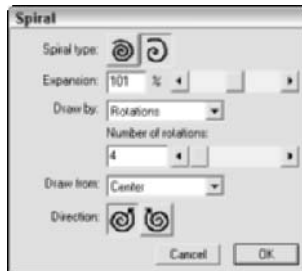 Spiral
Spiral type:
Expansion: 101 %
Draw by: Rotations
Number of rotations:
4
Draw from: Center
Direction:
Cancel OK